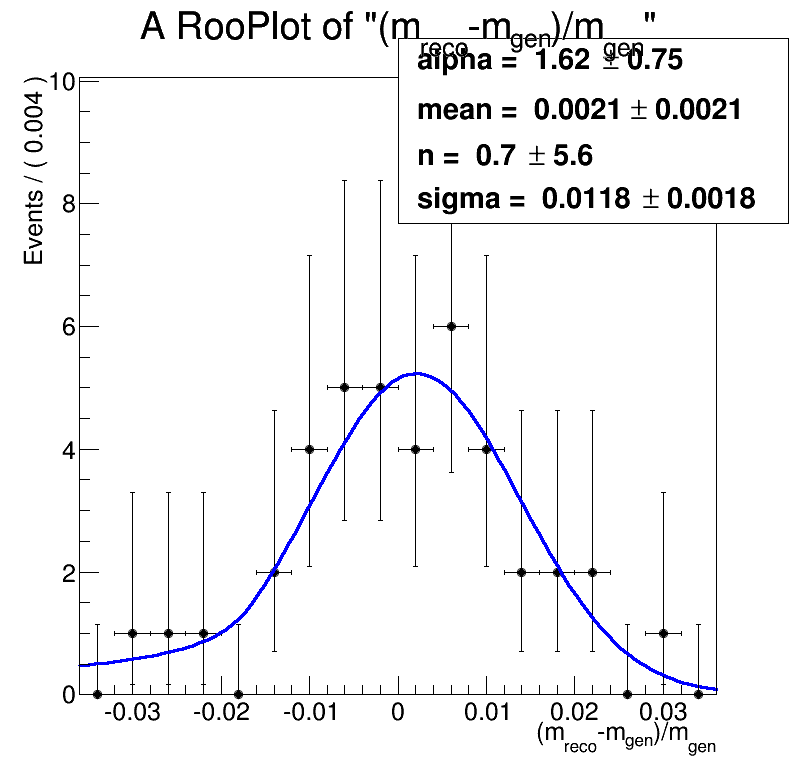 A RooPlot of "(m_reco-m_gen)/m_gen"
alpha = 1.62 ± 0.75
mean = 0.0021 ± 0.0021
n = 0.7 ± 5.6
sigma = 0.0118 ± 0.0018
Events / ( 0.004 )
10
8
6
4
2
0
-0.03 -0.02 -0.01 0 0.01 0.02 0.03
(m_reco-m_gen)/m_gen